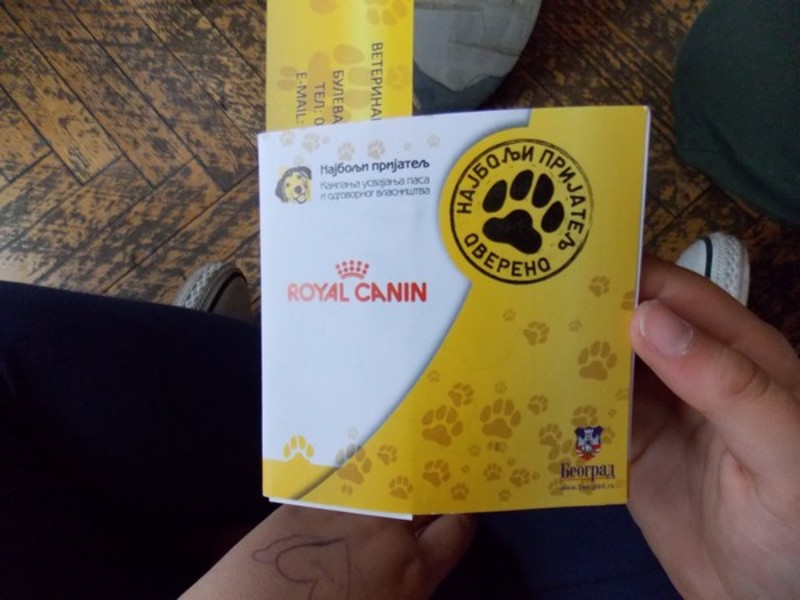 ВЕТЕРИНА
БУЛЕВА
ТЕЛ: 0
E-MAIL:
Најбољи пријатељ
Кампања усвајања паса
и одговорног власништва
НАЈБОЉИ ПРИЈАТЕЉ
ОВЕРЕНО
ROYAL CANIN
Београд
www.beograd.rs